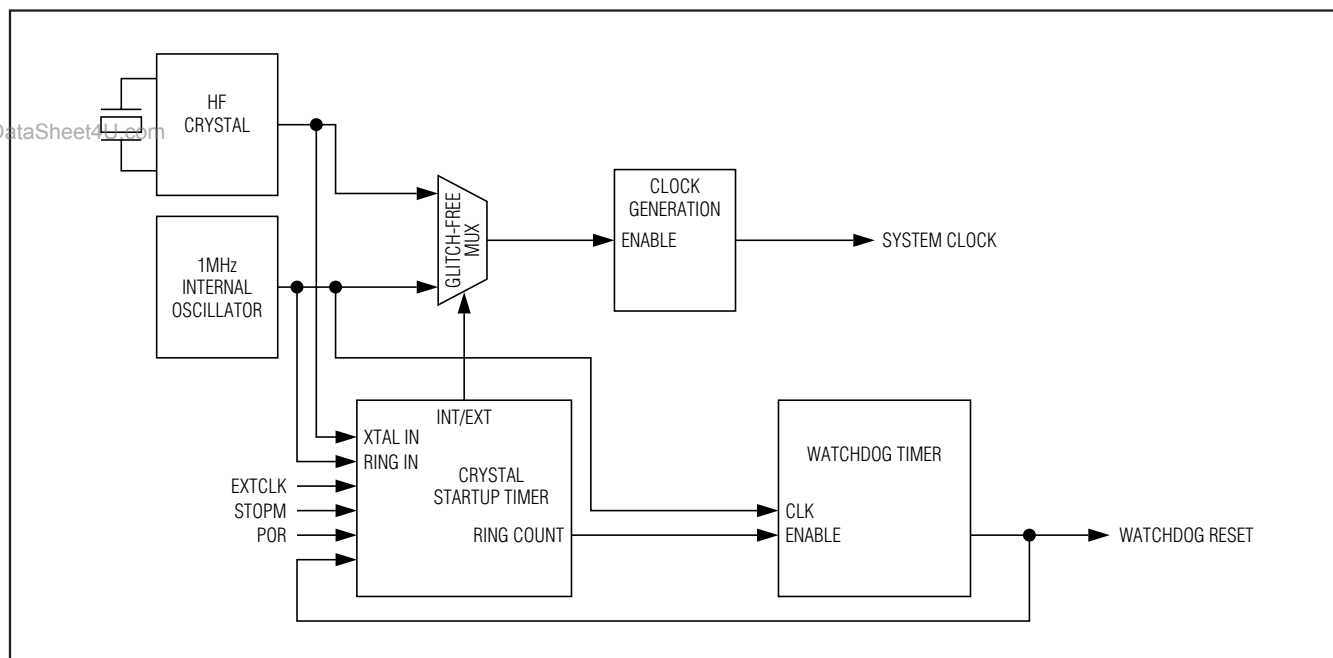 HF
CRYSTAL
DataSheet4U.com
1MHz
INTERNAL
OSCILLATOR
GLITCH-FREE
MUX
CLOCK
GENERATION
ENABLE
SYSTEM CLOCK
INT/EXT
XTAL IN
RING IN
EXTCLK
STOPM
POR
CRYSTAL
STARTUP TIMER
RING COUNT
WATCHDOG TIMER
CLK
ENABLE
WATCHDOG RESET